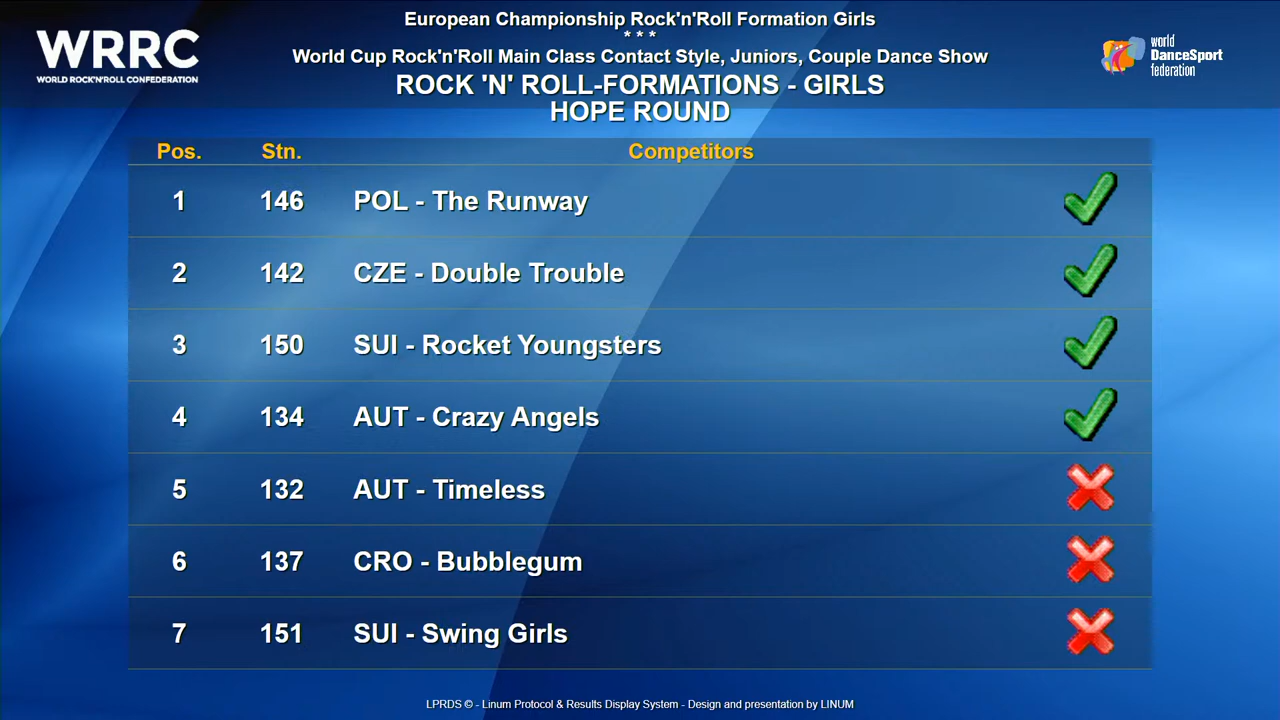 WRRC
WORLD ROCK'N'ROLL CONFEDERATION
European Championship Rock'n'Roll Formation Girls
* * *
World Cup Rock'n'Roll Main Class Contact Style, Juniors, Couple Dance Show
ROCK 'N' ROLL-FORMATIONS - GIRLS
HOPE ROUND
world
DanceSport
federation
Pos. Stn. Competitors
1 146 POL - The Runway
2 142 CZE - Double Trouble
3 150 SUI - Rocket Youngsters
4 134 AUT - Crazy Angels
5 132 AUT - Timeless
6 137 CRO - Bubblegum
7 151 SUI - Swing Girls
LPRDS © - Linum Protocol & Results Display System - Design and presentation by LINUM